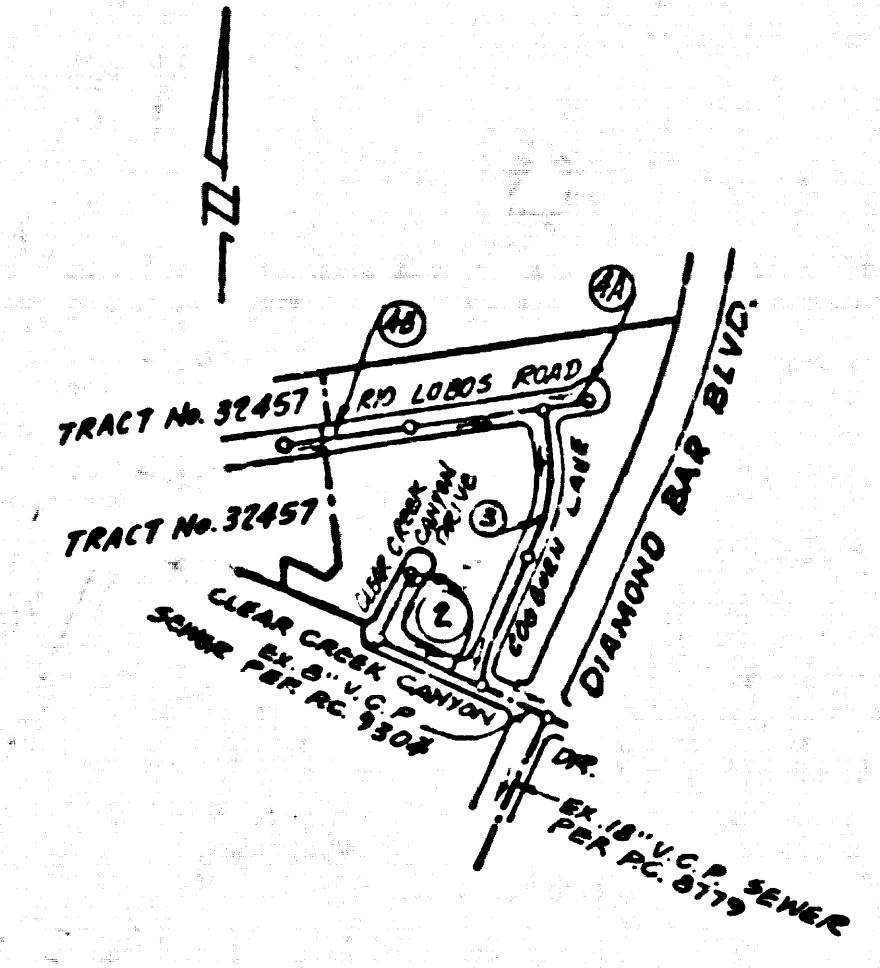 N
4A
4B
RIO LOBOS ROAD
TRACT No. 32457
DIAMOND BAR BLVD.
TRACT No. 32457
CLEAR CREEK
CANYON
DRIVE
3
COGBURN LANE
2
CLEAR CREEK CANYON
DR.
EX. 8" V.C.P
SEWER PER P.C. 9304
EX. 18" V.C.P. SEWER
PER P.C. 8779